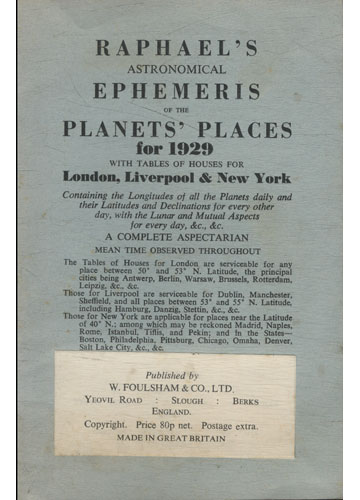 RAPHAEL'S
ASTRONOMICAL
EPHEMERIS
OF THE
PLANETS' PLACES
for 1929
WITH TABLES OF HOUSES FOR
London, Liverpool & New York
Containing the Longitudes of all the Planets daily and
their Latitudes and Declinations for every other
day, with the Lunar and Mutual Aspects
for every day, &c., &c.
A COMPLETE ASPECTARIAN
MEAN TIME OBSERVED THROUGHOUT
The Tables of Houses for London are serviceable for any
place between 50° and 53° N. Latitude, the principal
cities being Antwerp, Berlin, Warsaw, Brussels, Rotterdam,
Leipzig, &c., &c.
Those for Liverpool are serviceable for Dublin, Manchester,
Sheffield, and all places between 53° and 55° N. Latitude,
including Hamburg, Danzig, Stettin, &c., &c.
Those for New York are applicable for places near the Latitude
of 40° N.; among which may be reckoned Madrid, Naples,
Rome, Istanbul, Tiflis, and Pekin; and in the States—
Boston, Philadelphia, Pittsburg, Chicago, Omaha, Denver,
Salt Lake City, &c., &c.
Published by
W. FOULSHAM & CO., LTD.
YEOVIL ROAD : SLOUGH : BERKS
ENGLAND.
Copyright. Price 80p net. Postage extra.
MADE IN GREAT BRITAIN